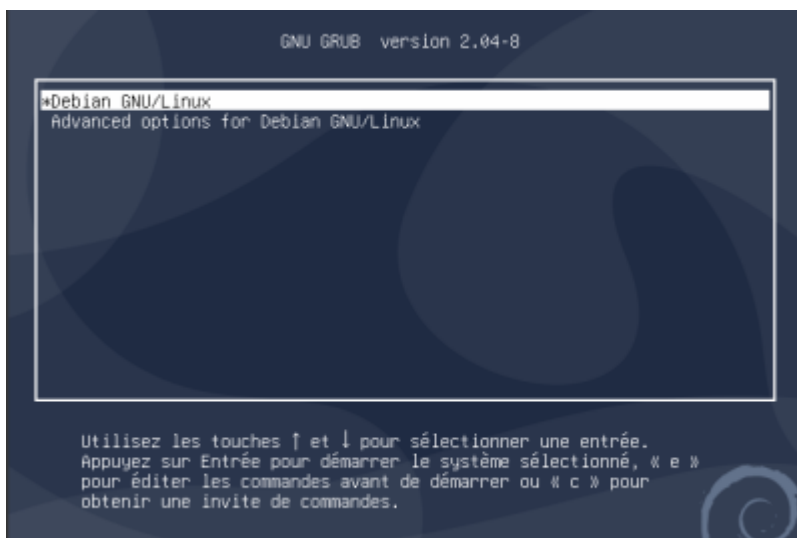 GNU GRUB version 2.04-8
*Debian GNU/Linux
Advanced options for Debian GNU/Linux
Utilisez les touches ↑ et ↓ pour sélectionner une entrée.
Appuyez sur Entrée pour démarrer le système sélectionné, « e »
pour éditer les commandes avant de démarrer ou « c » pour
obtenir une invite de commandes.